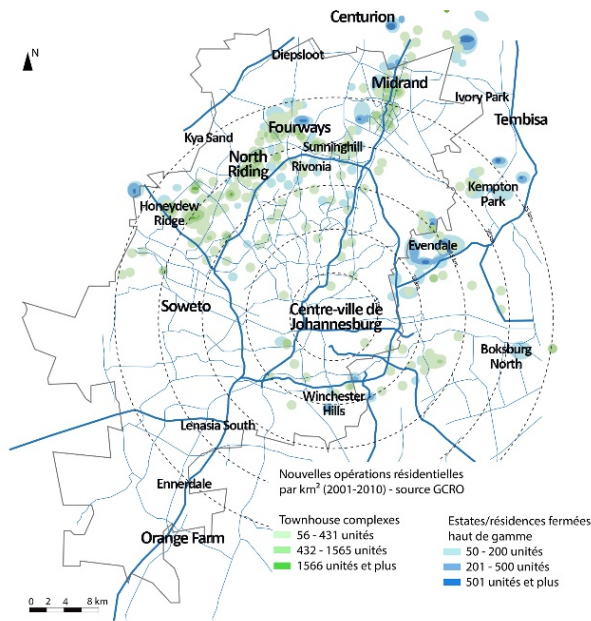 Centurion
N
Diepsloot
Midrand
Ivory Park
Tembisa
Kya Sand
Fourways
Sunninghill
North
Riding
Rivonia
Kempton
Park
Honeydew
Ridge
Evendale
Soweto
Centre-ville de
Johannesburg
Boksburg
North
Winchester
Hills
Lenasia South
Ennerdale
Orange Farm
Nouvelles opérations résidentielles
par km² (2001-2010) - source GCRO
Townhouse complexes
56 - 431 unités
432 - 1565 unités
1566 unités et plus
Estates/résidences fermées
haut de gamme
50 - 200 unités
201 - 500 unités
501 unités et plus
0 2 4 8 km